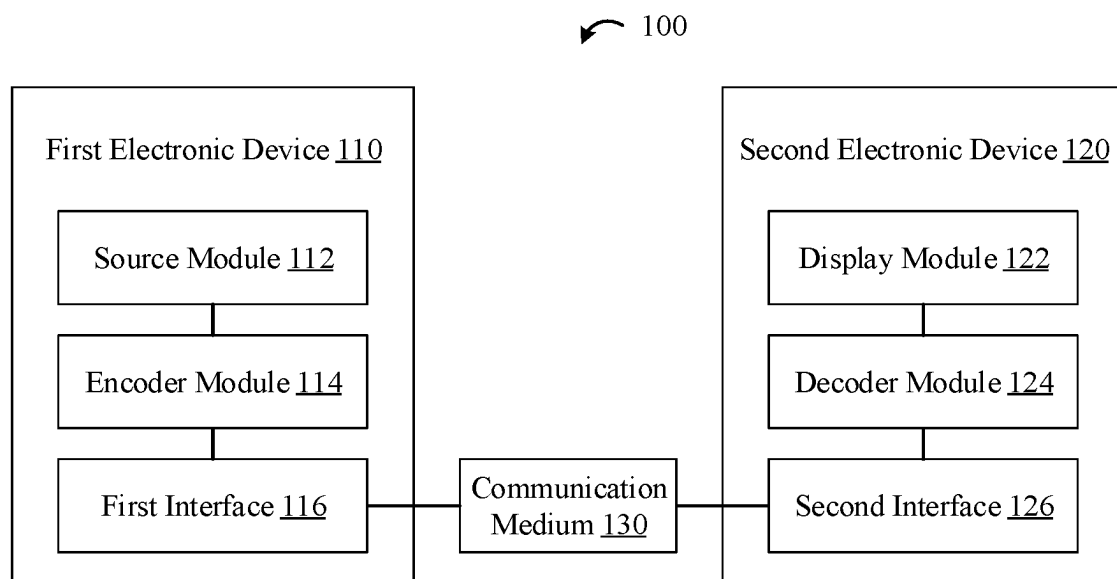 100
First Electronic Device 110
Source Module 112
Encoder Module 114
First Interface 116
Communication
Medium 130
Second Electronic Device 120
Display Module 122
Decoder Module 124
Second Interface 126